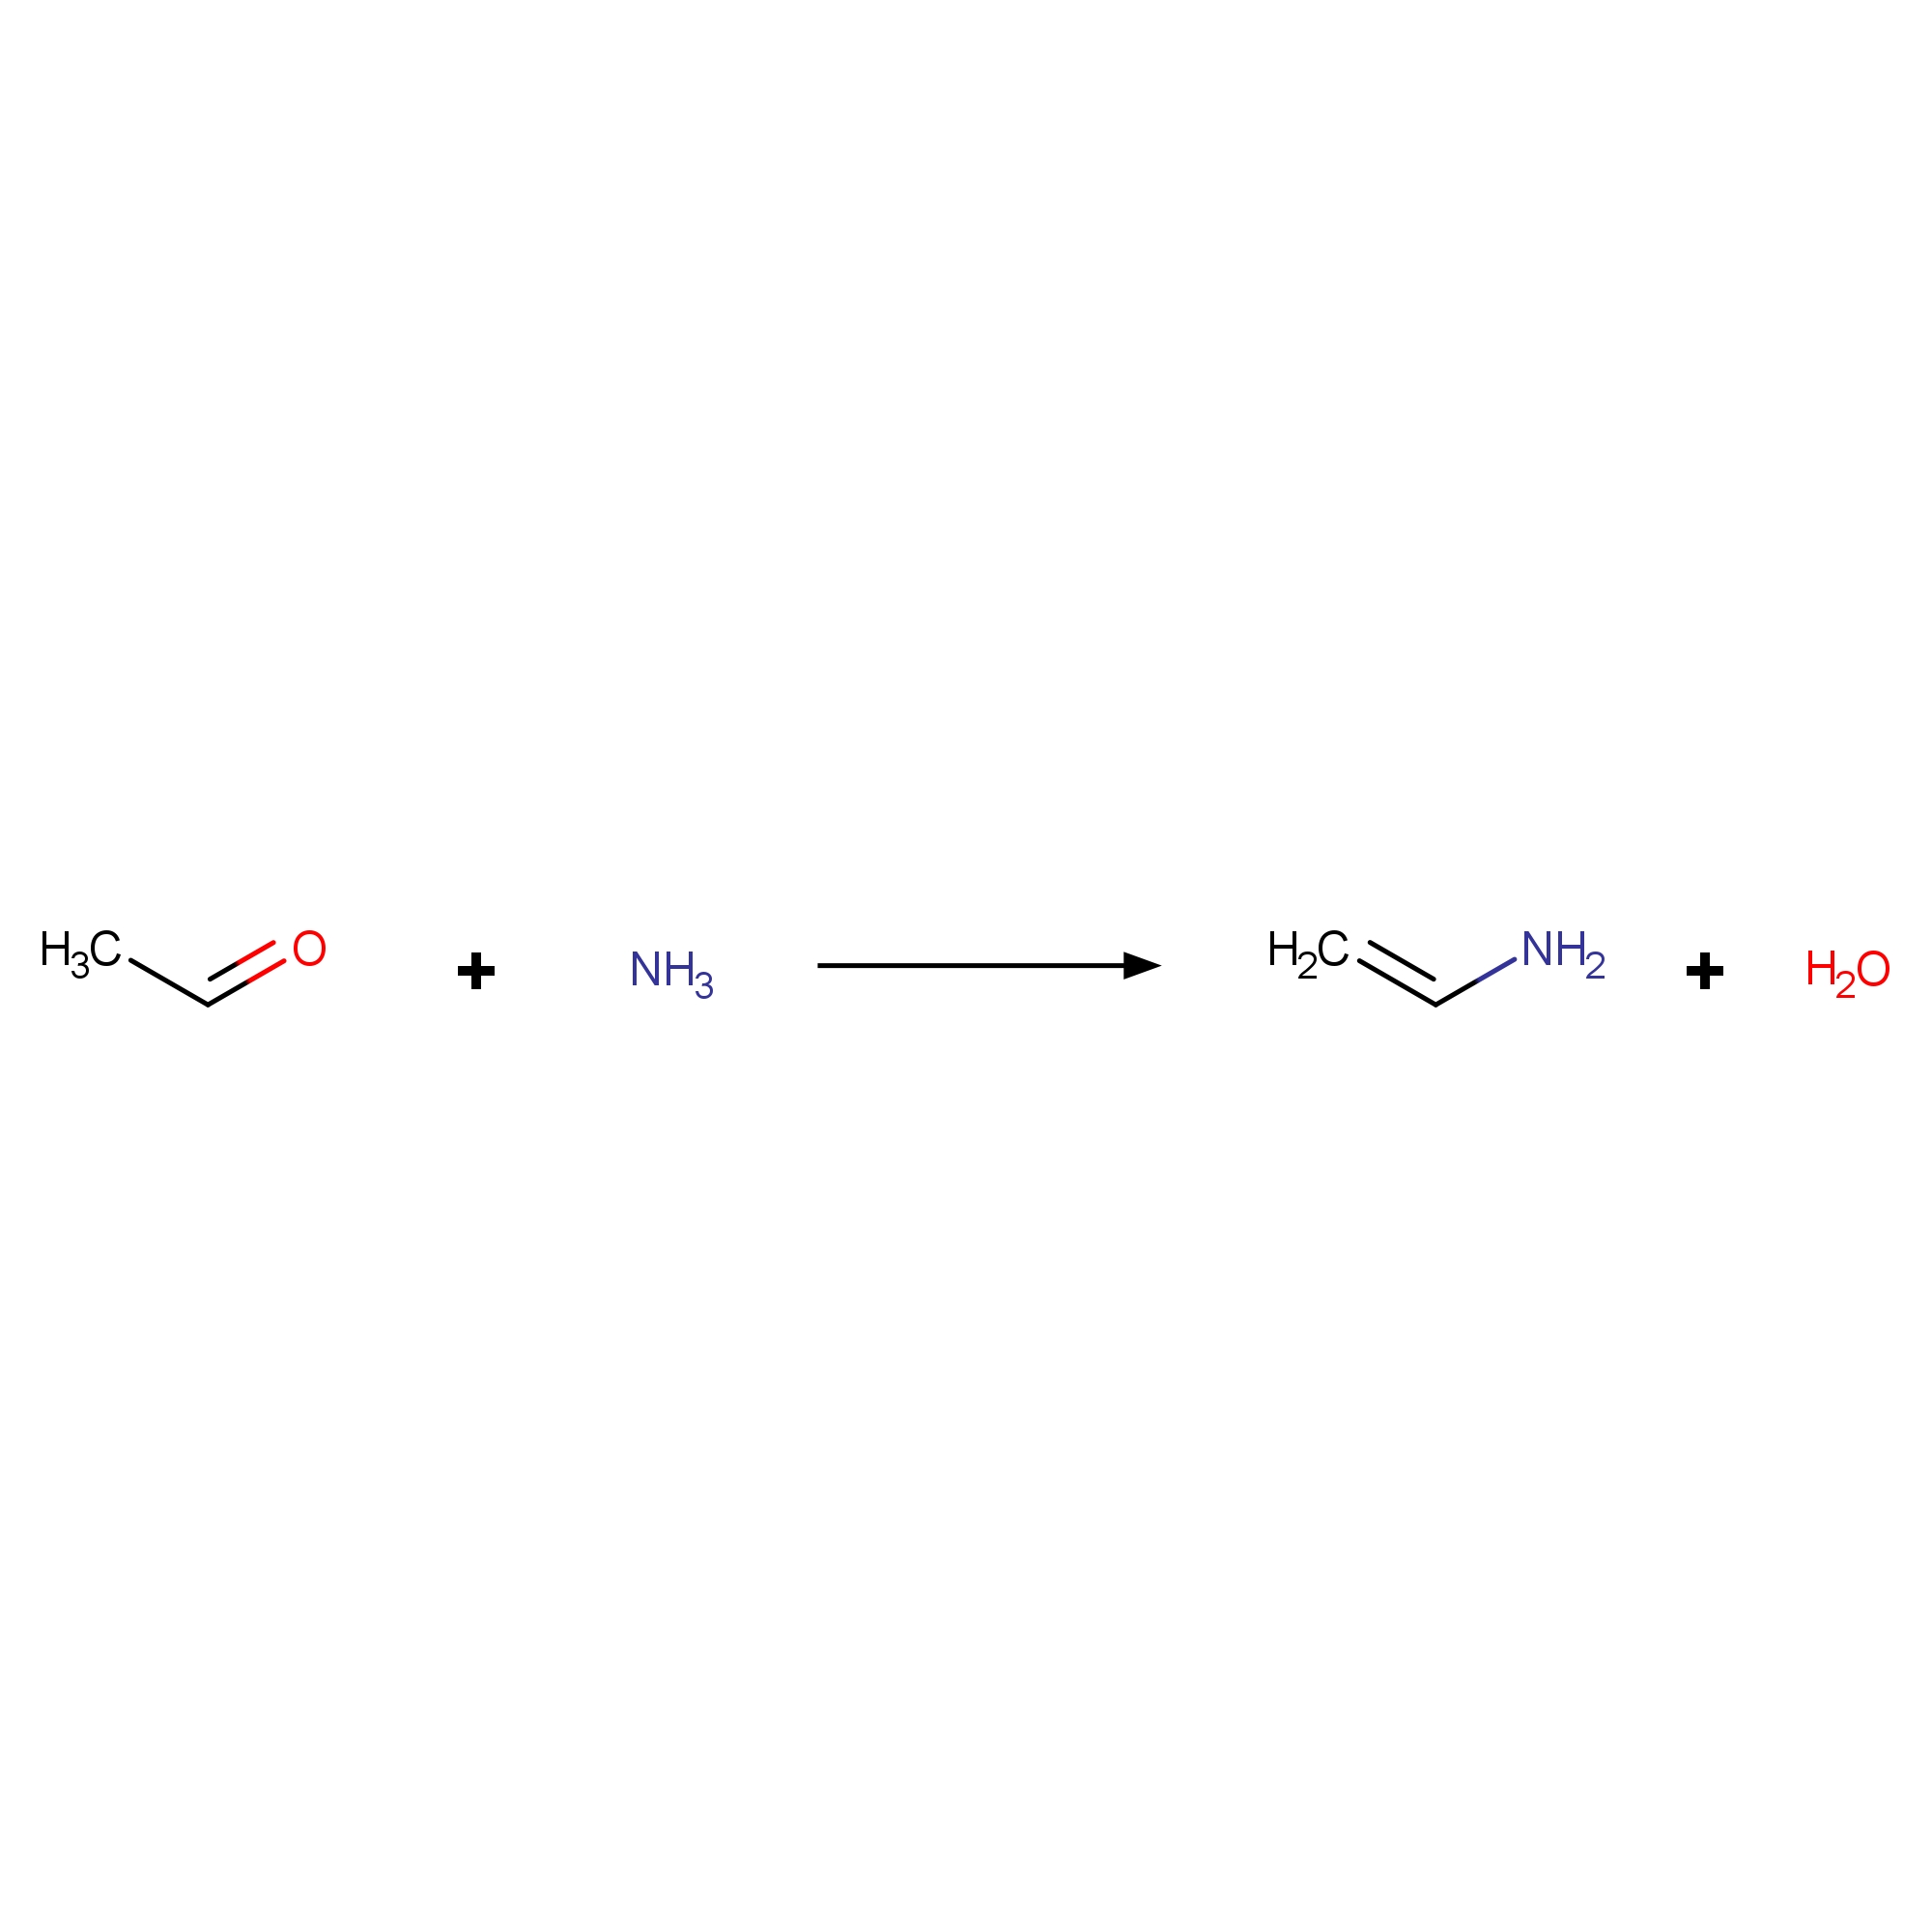 H3C O + NH3 H2C NH2 + H2O